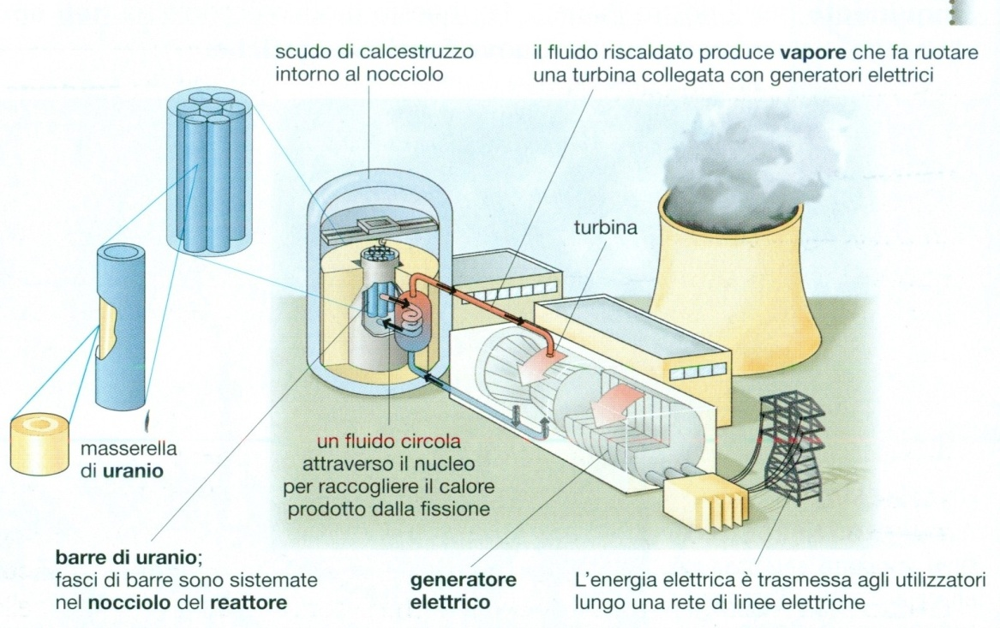 scudo di calcestruzzo
intorno al nocciolo
il fluido riscaldato produce vapore che fa ruotare
una turbina collegata con generatori elettrici
turbina
masserella
di uranio
un fluido circola
attraverso il nucleo
per raccogliere il calore
prodotto dalla fissione
barre di uranio;
fasci di barre sono sistemate
nel nocciolo del reattore
generatore
elettrico
L'energia elettrica è trasmessa agli utilizzatori
lungo una rete di linee elettriche